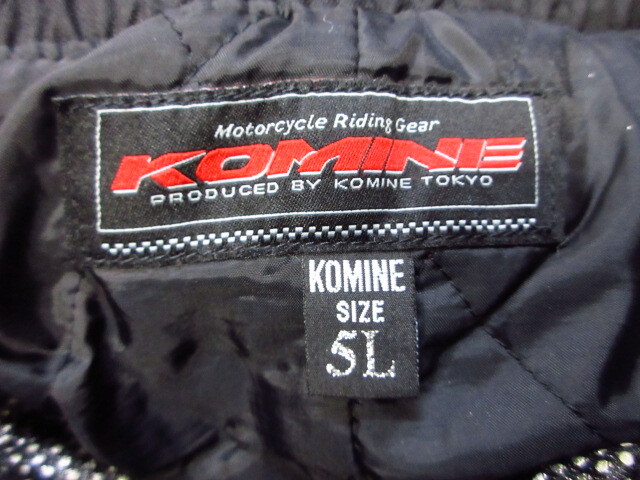 Motorcycle Riding Gear
KOMINE
PRODUCED BY KOMINE TOKYO
KOMINE
SIZE
5L